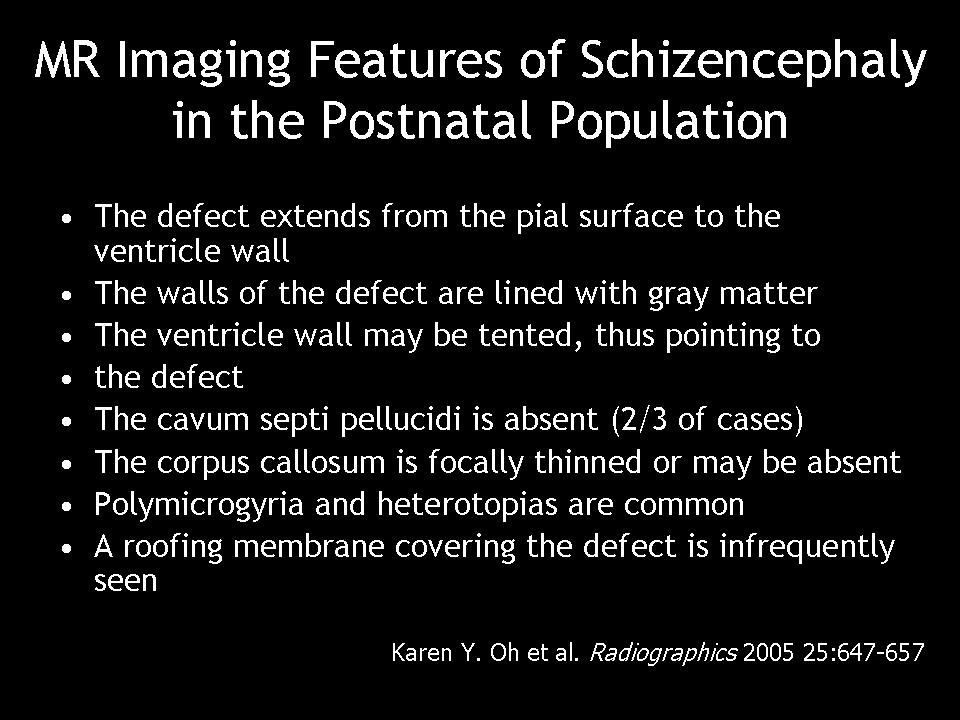 MR Imaging Features of Schizencephaly
in the Postnatal Population
• The defect extends from the pial surface to the
ventricle wall
• The walls of the defect are lined with gray matter
• The ventricle wall may be tented, thus pointing to
• the defect
• The cavum septi pellucidi is absent (2/3 of cases)
• The corpus callosum is focally thinned or may be absent
• Polymicrogyria and heterotopias are common
• A roofing membrane covering the defect is infrequently
seen
Karen Y. Oh et al. Radiographics 2005 25:647-657